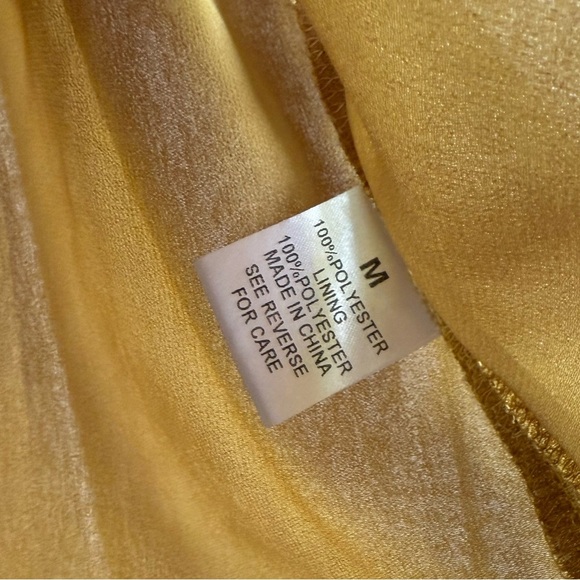 M
100%POLYESTER
LINING
100%POLYESTER
MADE IN CHINA
SEE REVERSE
FOR CARE